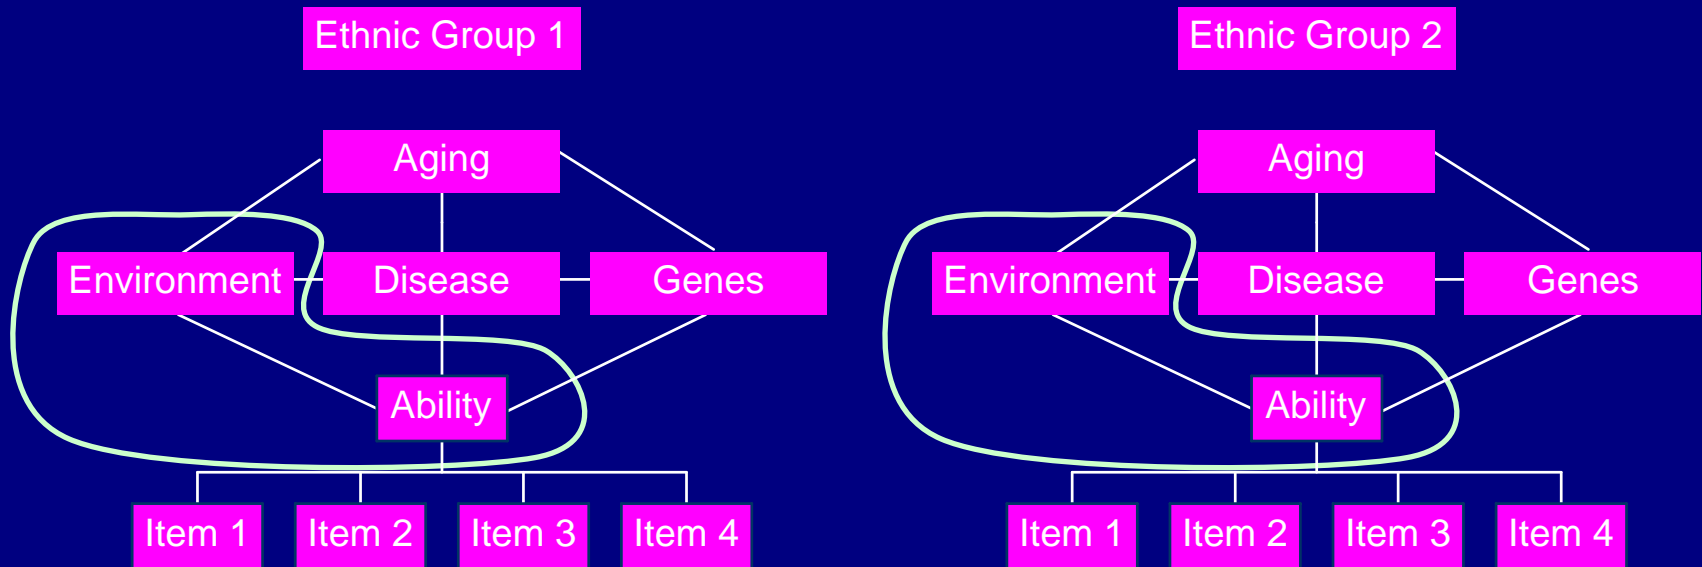 Ethnic Group 1
Aging
Environment
Disease
Genes
Ability
Item 1
Item 2
Item 3
Item 4
Ethnic Group 2
Aging
Environment
Disease
Genes
Ability
Item 1
Item 2
Item 3
Item 4